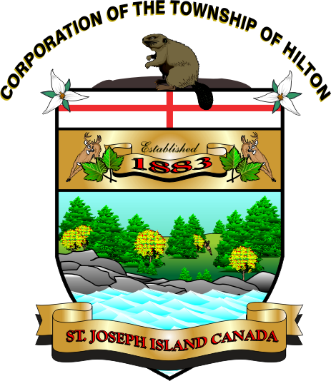 CORPORATION OF THE TOWNSHIP OF HILTON
Established
1883
ST. JOSEPH ISLAND CANADA